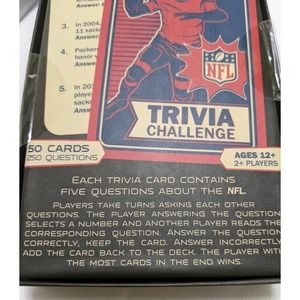 3. In 2004,
11 sack
Answer
4. Packer
honor
Answer:
5. In 20
player
sacks
Answe
NFL
TRIVIA
CHALLENGE
50 CARDS
250 QUESTIONS
AGES 12+
2+ PLAYERS
EACH TRIVIA CARD CONTAINS
FIVE QUESTIONS ABOUT THE NFL
PLAYERS TAKE TURNS ASKING EACH OTHER
QUESTIONS. THE PLAYER ANSWERING THE QUESTION
SELECTS A NUMBER AND ANOTHER PLAYER READS THE
CORRESPONDING QUESTION. ANSWER THE QUESTION
CORRECTLY, KEEP THE CARD. ANSWER INCORRECTLY
ADD THE CARD BACK TO THE DECK. THE PLAYER WITH
THE MOST CARDS IN THE END WINS.